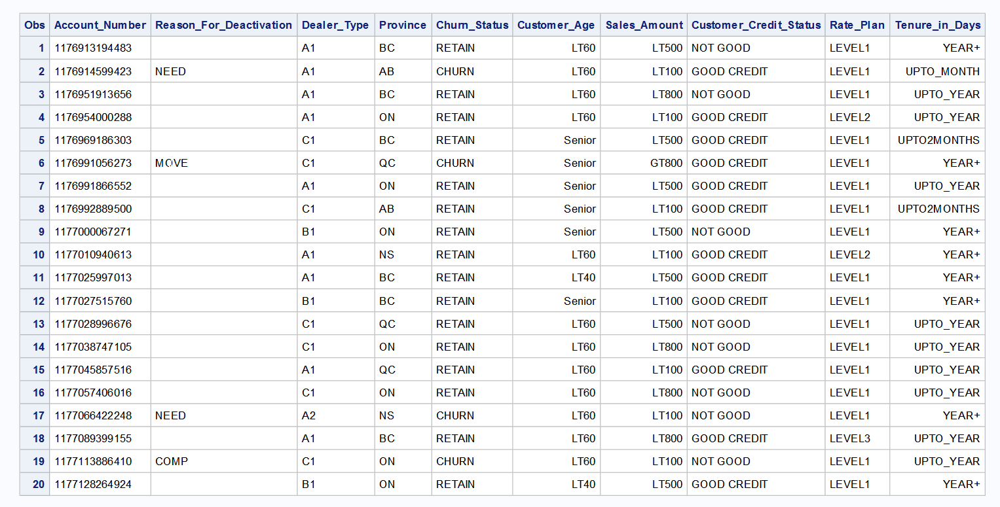 Obs Account_Number Reason_For_Deactivation Dealer_Type Province Churn_Status Customer_Age Sales_Amount Customer_Credit_Status Rate_Plan Tenure_in_Days
1 1176913194483 A1 BC RETAIN LT60 LT500 NOT GOOD LEVEL1 YEAR+
2 1176914599423 NEED A1 AB CHURN LT60 LT100 GOOD CREDIT LEVEL1 UPTO_MONTH
3 1176951913656 A1 BC RETAIN LT60 LT800 NOT GOOD LEVEL1 UPTO_YEAR
4 1176954000288 A1 ON RETAIN LT60 LT100 GOOD CREDIT LEVEL2 UPTO_YEAR
5 1176969186303 C1 BC RETAIN Senior LT500 GOOD CREDIT LEVEL1 UPTO2MONTHS
6 1176991056273 MOVE C1 QC CHURN Senior GT800 GOOD CREDIT LEVEL1 YEAR+
7 1176991866552 A1 ON RETAIN Senior LT500 GOOD CREDIT LEVEL1 UPTO_YEAR
8 1176992889500 C1 AB RETAIN Senior LT100 GOOD CREDIT LEVEL1 UPTO2MONTHS
9 1177000067271 B1 ON RETAIN Senior LT500 NOT GOOD LEVEL1 YEAR+
10 1177010940613 A1 NS RETAIN LT60 LT100 GOOD CREDIT LEVEL2 YEAR+
11 1177025997013 A1 BC RETAIN LT40 LT500 GOOD CREDIT LEVEL1 YEAR+
12 1177027515760 B1 BC RETAIN Senior LT100 GOOD CREDIT LEVEL1 YEAR+
13 1177028996676 C1 QC RETAIN LT60 LT500 NOT GOOD LEVEL1 UPTO_YEAR
14 1177038747105 C1 ON RETAIN LT60 LT800 NOT GOOD LEVEL1 UPTO_YEAR
15 1177045857516 A1 QC RETAIN LT60 LT100 GOOD CREDIT LEVEL1 UPTO_YEAR
16 1177057406016 C1 ON RETAIN LT60 LT800 NOT GOOD LEVEL1 UPTO_YEAR
17 1177066422248 NEED A2 NS CHURN LT60 LT100 NOT GOOD LEVEL1 YEAR+
18 1177089399155 A1 BC RETAIN LT60 LT800 GOOD CREDIT LEVEL3 UPTO_YEAR
19 1177113886410 COMP C1 ON CHURN LT60 LT100 NOT GOOD LEVEL1 UPTO_YEAR
20 1177128264924 B1 ON RETAIN LT40 LT500 GOOD CREDIT LEVEL1 YEAR+